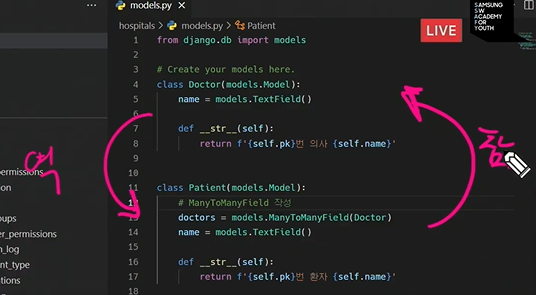 models.py
hospitals > models.py > Patient
LIVE
SAMSUNG
SW
ACADEMY
FOR
YOUTH
1 from django.db import models
2
3 # Create your models here.
4 class Doctor(models.Model):
5 name = models.TextField()
6
7 def __str__(self):
8 return f'{self.pk}번 의사 {self.name}'
9
10
11 class Patient(models.Model):
12 # ManyToManyField 작성
13 doctors = models.ManyToManyField(Doctor)
14 name = models.TextField()
15
16 def __str__(self):
17 return f'{self.pk}번 환자 {self.name}'
18
역
참
ermissions
on
ups
er_permissions
n_log
nt_type
ations